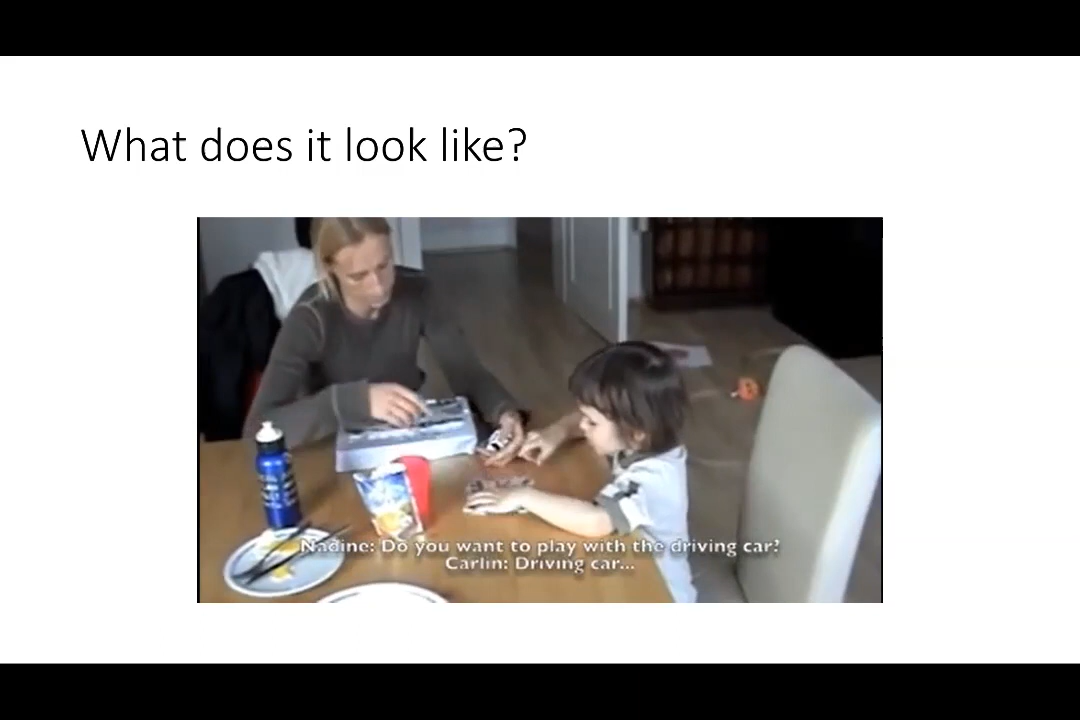 What does it look like?
Nadine: Do you want to play with the driving car?
Carlin: Driving car...